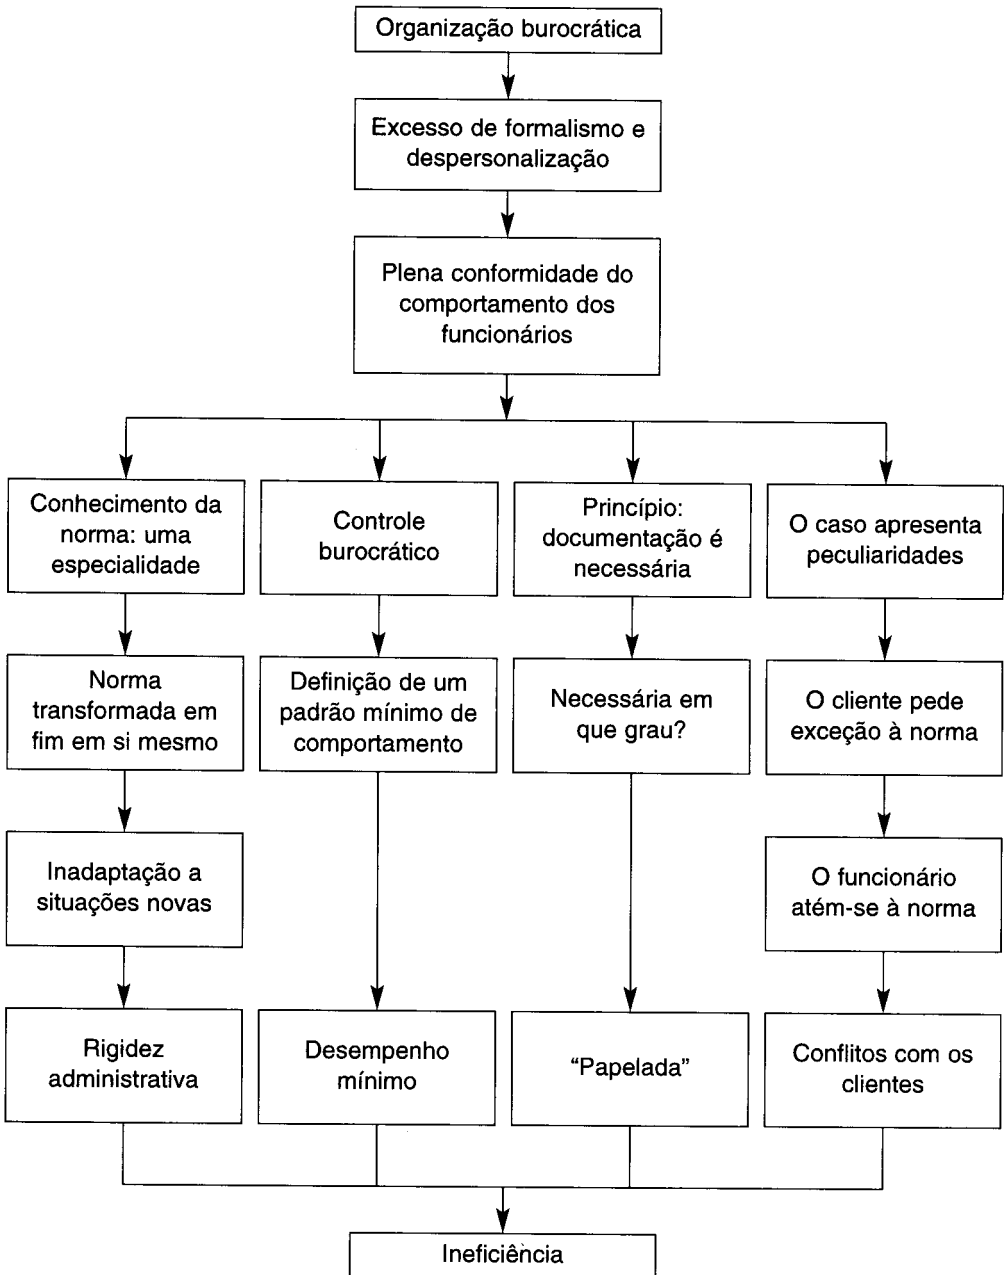 Organização burocrática
Excesso de formalismo e
despersonalização
Plena conformidade do
comportamento dos
funcionários
Conhecimento da
norma: uma
especialidade
Norma
transformada em
fim em si mesmo
Inadaptação a
situações novas
Rigidez
administrativa
Controle
burocrático
Definição de um
padrão mínimo de
comportamento
Desempenho
mínimo
Princípio:
documentação é
necessária
Necessária em
que grau?
“Papelada”
O caso apresenta
peculiaridades
O cliente pede
exceção à norma
O funcionário
atém-se à norma
Conflitos com os
clientes
Ineficiência